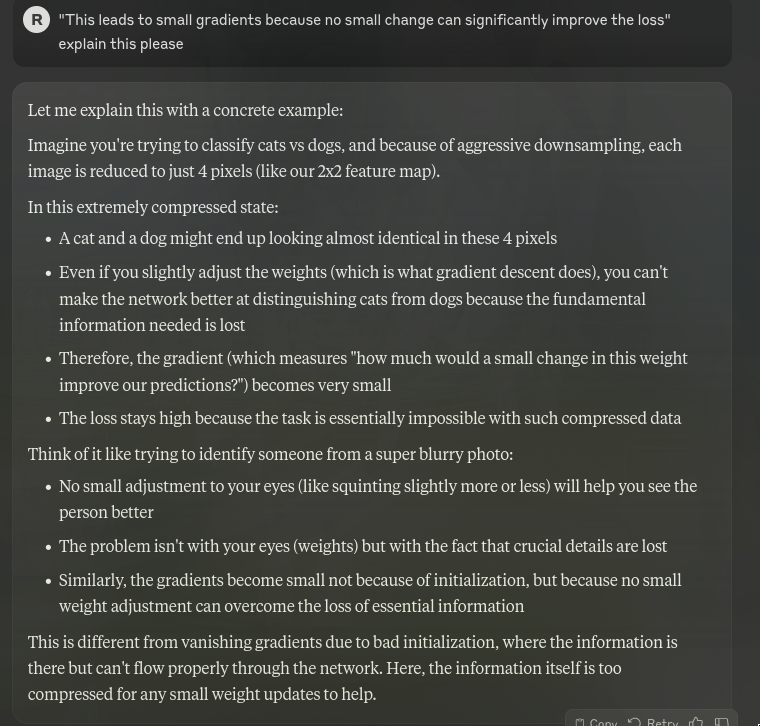 R "This leads to small gradients because no small change can significantly improve the loss"
explain this please
Let me explain this with a concrete example:
Imagine you're trying to classify cats vs dogs, and because of aggressive downsampling, each
image is reduced to just 4 pixels (like our 2x2 feature map).
In this extremely compressed state:
• A cat and a dog might end up looking almost identical in these 4 pixels
• Even if you slightly adjust the weights (which is what gradient descent does), you can't
make the network better at distinguishing cats from dogs because the fundamental
information needed is lost
• Therefore, the gradient (which measures "how much would a small change in this weight
improve our predictions?") becomes very small
• The loss stays high because the task is essentially impossible with such compressed data
Think of it like trying to identify someone from a super blurry photo:
• No small adjustment to your eyes (like squinting slightly more or less) will help you see the
person better
• The problem isn't with your eyes (weights) but with the fact that crucial details are lost
• Similarly, the gradients become small not because of initialization, but because no small
weight adjustment can overcome the loss of essential information
This is different from vanishing gradients due to bad initialization, where the information is
there but can't flow properly through the network. Here, the information itself is too
compressed for any small weight updates to help.
Copy Retry